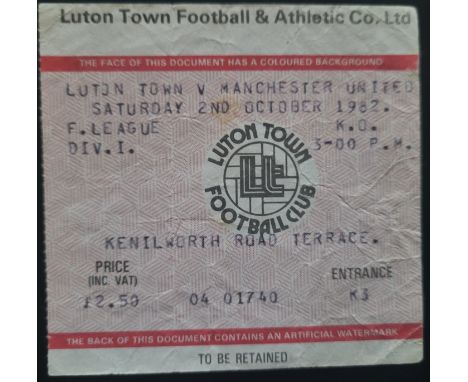 Luton Town Football & Athletic Co. Ltd
THE FACE OF THIS DOCUMENT HAS A COLOURED BACKGROUND
LUTON TOWN V MANCHESTER UNITED
SATURDAY 2ND OCTOBER 1982.
F.LEAGUE K.O.
DIV.I. 3-00 P.M.
LUTON TOWN
FOOTBALL CLUB
KENILWORTH ROAD TERRACE.
PRICE
(INC. VAT) ENTRANCE
£2.50 04 01740 K3
THE BACK OF THIS DOCUMENT CONTAINS AN ARTIFICIAL WATERMARK
TO BE RETAINED